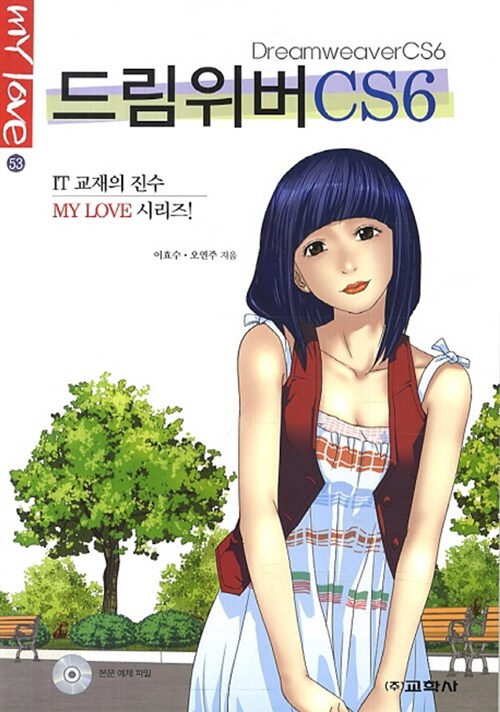 my love
53
DreamweaverCS6
드림위버CS6
IT 교재의 진수
MY LOVE 시리즈!
이효수 · 오연주 지음
본문 예제 파일
(주)교학사